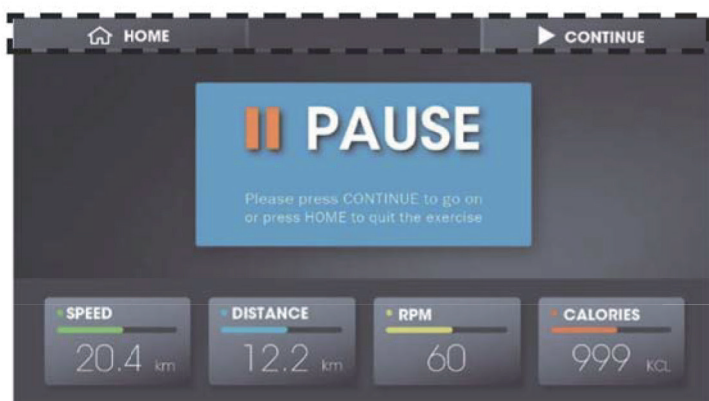 HOME
CONTINUE
PAUSE
Please press CONTINUE to go on
or press HOME to quit the exercise
SPEED
DISTANCE
RPM
CALORIES
20.4 km
12.2 km
60
999 KCL